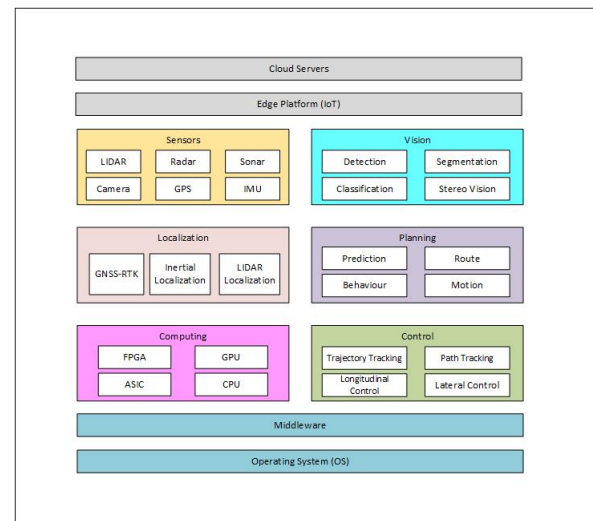 Cloud Servers
Edge Platform (IoT)
Sensors
LIDAR
Radar
Sonar
Camera
GPS
IMU
Vision
Detection
Segmentation
Classification
Stereo Vision
Localization
GNSS-RTK
Inertial
Localization
LIDAR
Localization
Planning
Prediction
Route
Behaviour
Motion
Computing
FPGA
GPU
ASIC
CPU
Control
Trajectory Tracking
Path Tracking
Longitudinal
Control
Lateral Control
Middleware
Operating System (OS)